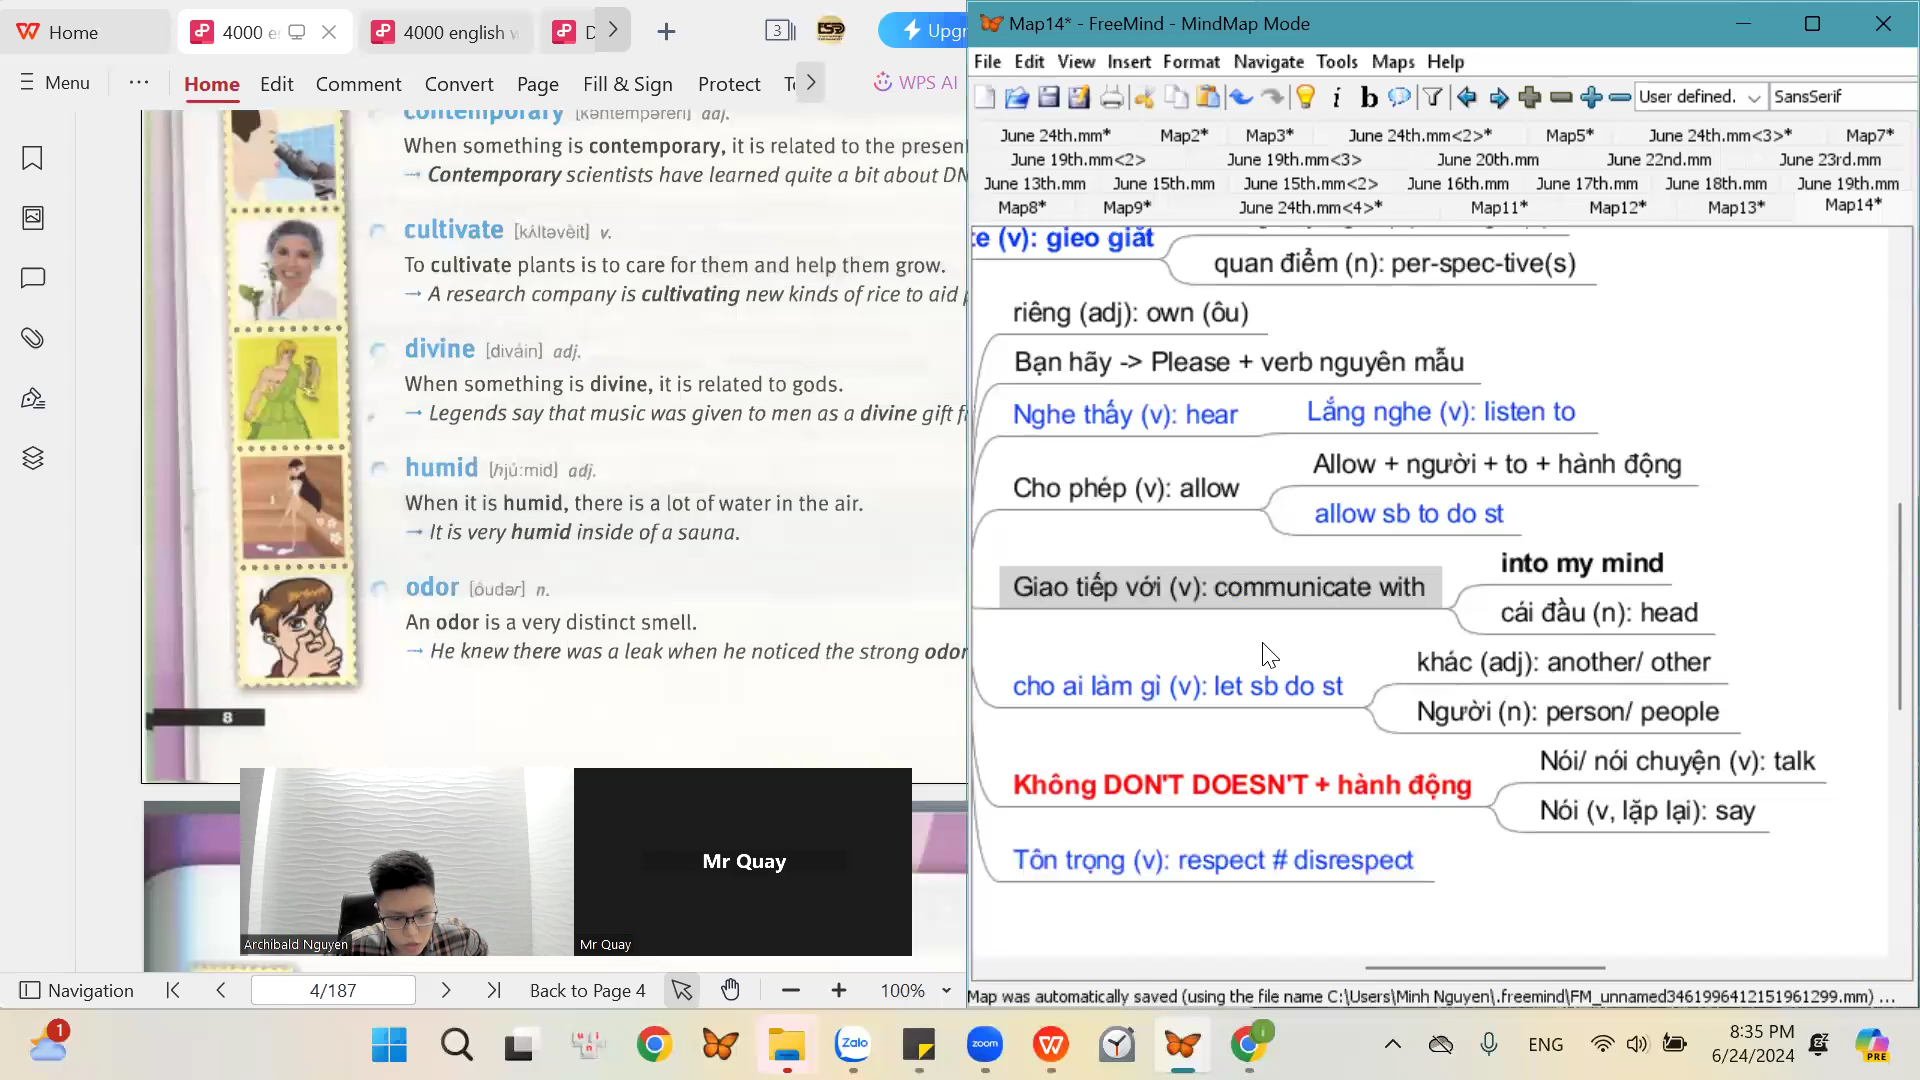 Home
4000 e
4000 english w
D
3
Upgr
Menu
Home
Edit
Comment
Convert
Page
Fill & Sign
Protect
WPS AI
contemporary [kəntempəreri] adj.
When something is contemporary, it is related to the presen
→ Contemporary scientists have learned quite a bit about DN
cultivate [kʌ́ltəvèit] v.
To cultivate plants is to care for them and help them grow.
→ A research company is cultivating new kinds of rice to aid p
divine [diváin] adj.
When something is divine, it is related to gods.
→ Legends say that music was given to men as a divine gift f
humid [hjú:mid] adj.
When it is humid, there is a lot of water in the air.
→ It is very humid inside of a sauna.
odor [óudər] n.
An odor is a very distinct smell.
→ He knew there was a leak when he noticed the strong odor
8
Archibald Nguyen
Mr Quay
Mr Quay
Navigation
4/187
Back to Page 4
100%
Map14* - FreeMind - MindMap Mode
File Edit View Insert Format Navigate Tools Maps Help
User defined.
SansSerif
June 24th.mm* Map2* Map3* June 24th.mm<2>* Map5* June 24th.mm<3>* Map7*
June 19th.mm<2> June 19th.mm<3> June 20th.mm June 22nd.mm June 23rd.mm
June 13th.mm June 15th.mm June 15th.mm<2> June 16th.mm June 17th.mm June 18th.mm June 19th.mm
Map8* Map9* June 24th.mm<4>* Map11* Map12* Map13* Map14*
te (v): gieo giắt
quan điểm (n): per-spec-tive(s)
riêng (adj): own (ôu)
Bạn hãy -> Please + verb nguyên mẫu
Nghe thấy (v): hear
Lắng nghe (v): listen to
Cho phép (v): allow
Allow + người + to + hành động
allow sb to do st
Giao tiếp với (v): communicate with
into my mind
cái đầu (n): head
cho ai làm gì (v): let sb do st
khác (adj): another/ other
Người (n): person/ people
Không DON'T DOESN'T + hành động
Nói/ nói chuyện (v): talk
Nói (v, lặp lại): say
Tôn trọng (v): respect # disrespect
Map was automatically saved (using the file name C:\Users\Minh Nguyen\.freemind\FM_unnamed3461996412151961299.mm) ...
1
Zalo
zoom
ENG
8:35 PM
6/24/2024
PRE